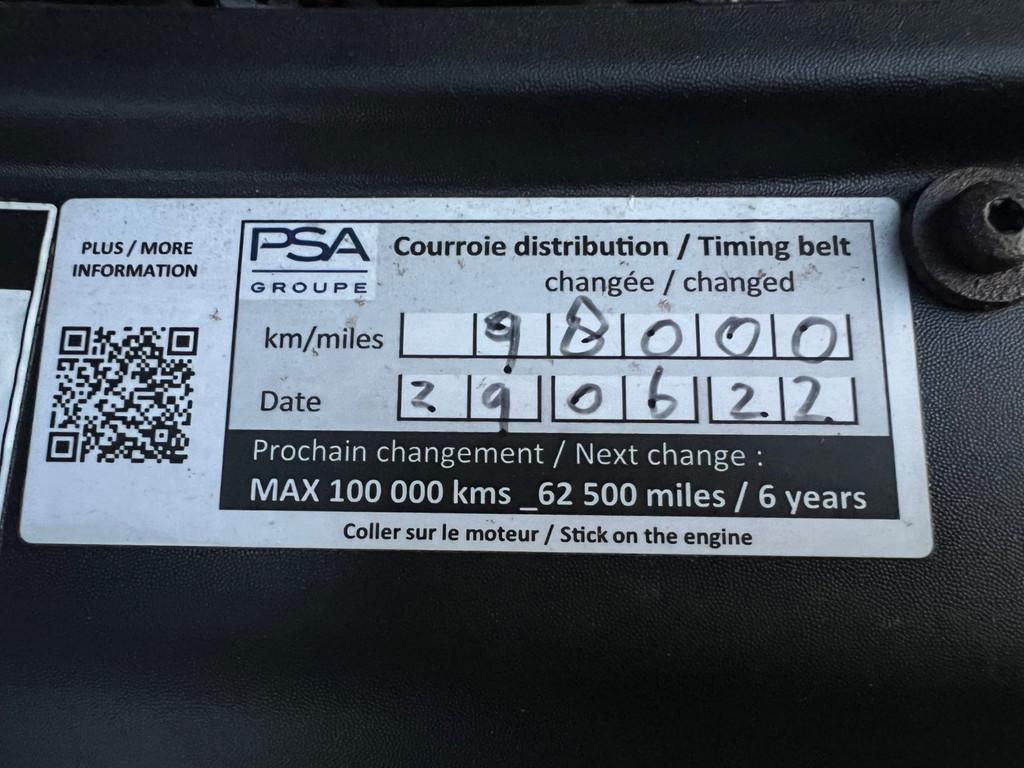 PLUS / MORE
INFORMATION
PSA
GROUPE
Courroie distribution / Timing belt
changée / changed
km/miles 98000
Date 290622
Prochain changement / Next change :
MAX 100 000 kms _62 500 miles / 6 years
Coller sur le moteur / Stick on the engine